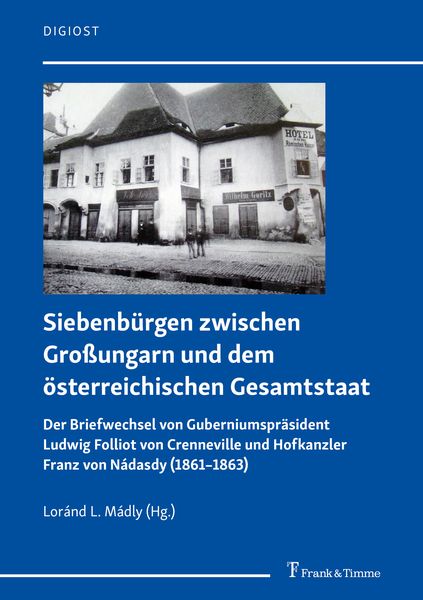 DIGIOST
HÔTEL
Wilhelm Goritz
Siebenbürgen zwischen
Großungarn und dem
österreichischen Gesamtstaat
Der Briefwechsel von Guberniumspräsident
Ludwig Folliot von Crenneville und Hofkanzler
Franz von Nádasdy (1861–1863)
Loránd L. Mádly (Hg.)
Frank & Timme